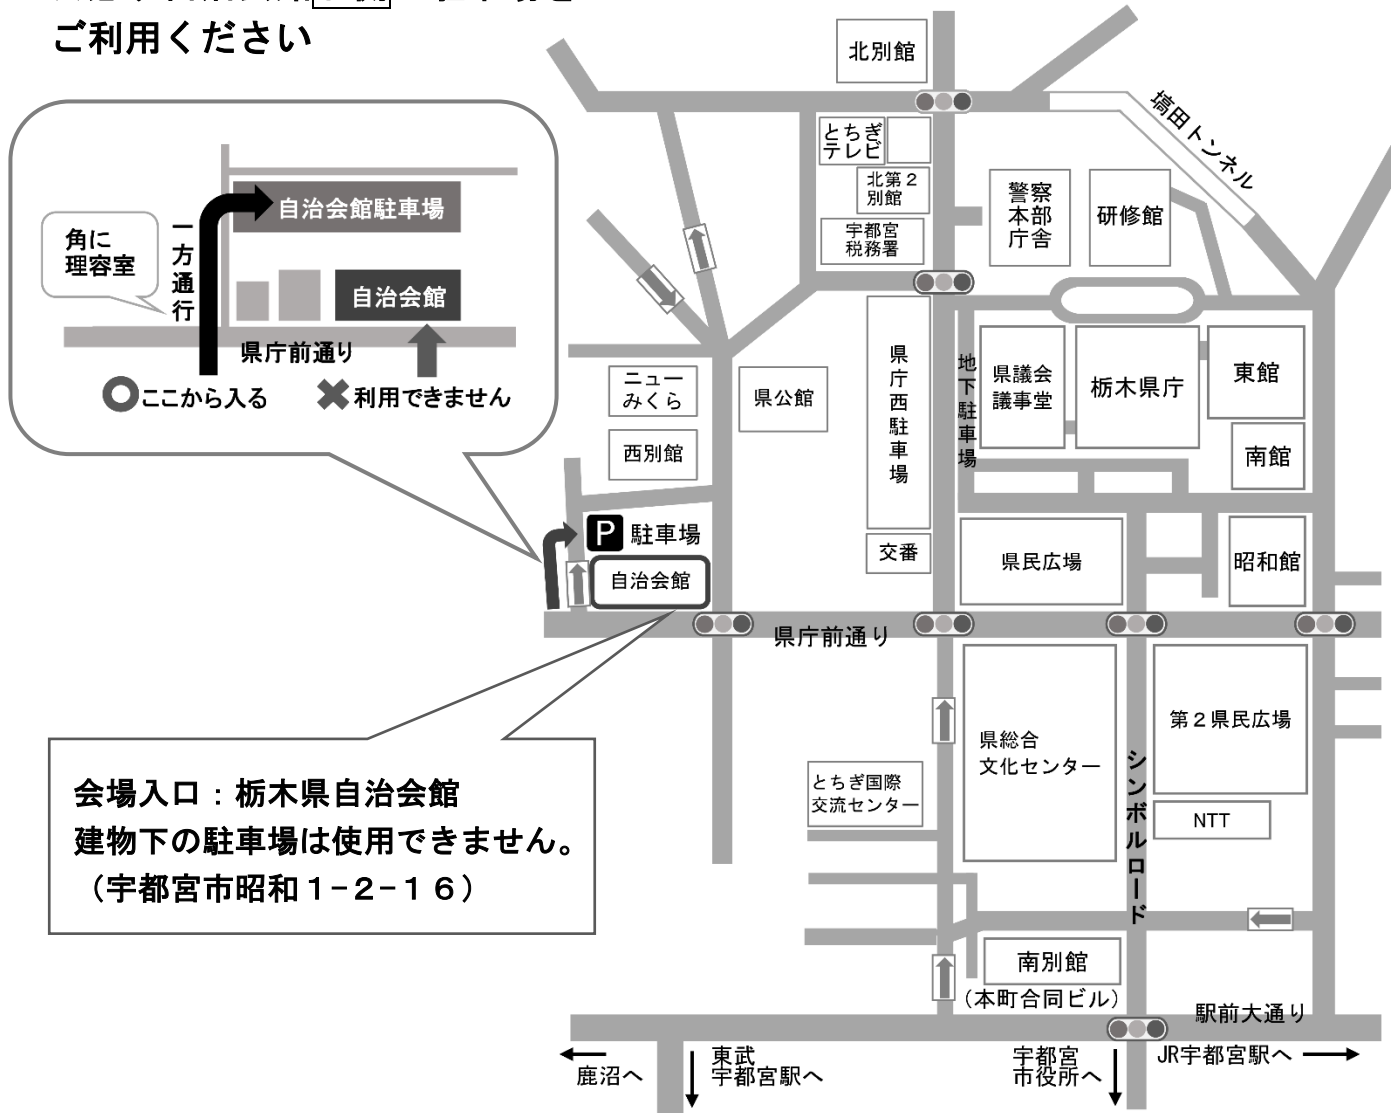 ご利用ください
北別館
とちぎ
テレビ
北第２
別館
宇都宮
税務署
警察
本部
庁舎
研修館
塙田トンネル
自治会館駐車場
角に
理容室
一方通行
自治会館
県庁前通り
ここから入る
利用できません
ニュー
みくら
西別館
県公館
県庁西駐車場
地下駐車場
県議会
議事堂
栃木県庁
東館
南館
P 駐車場
自治会館
交番
県民広場
昭和館
県庁前通り
会場入口：栃木県自治会館
建物下の駐車場は使用できません。
（宇都宮市昭和１−２−１６）
県総合
文化センター
第２県民広場
シンボルロード
とちぎ国際
交流センター
NTT
南別館
（本町合同ビル）
駅前大通り
鹿沼へ
東武
宇都宮駅へ
宇都宮
市役所へ
JR宇都宮駅へ